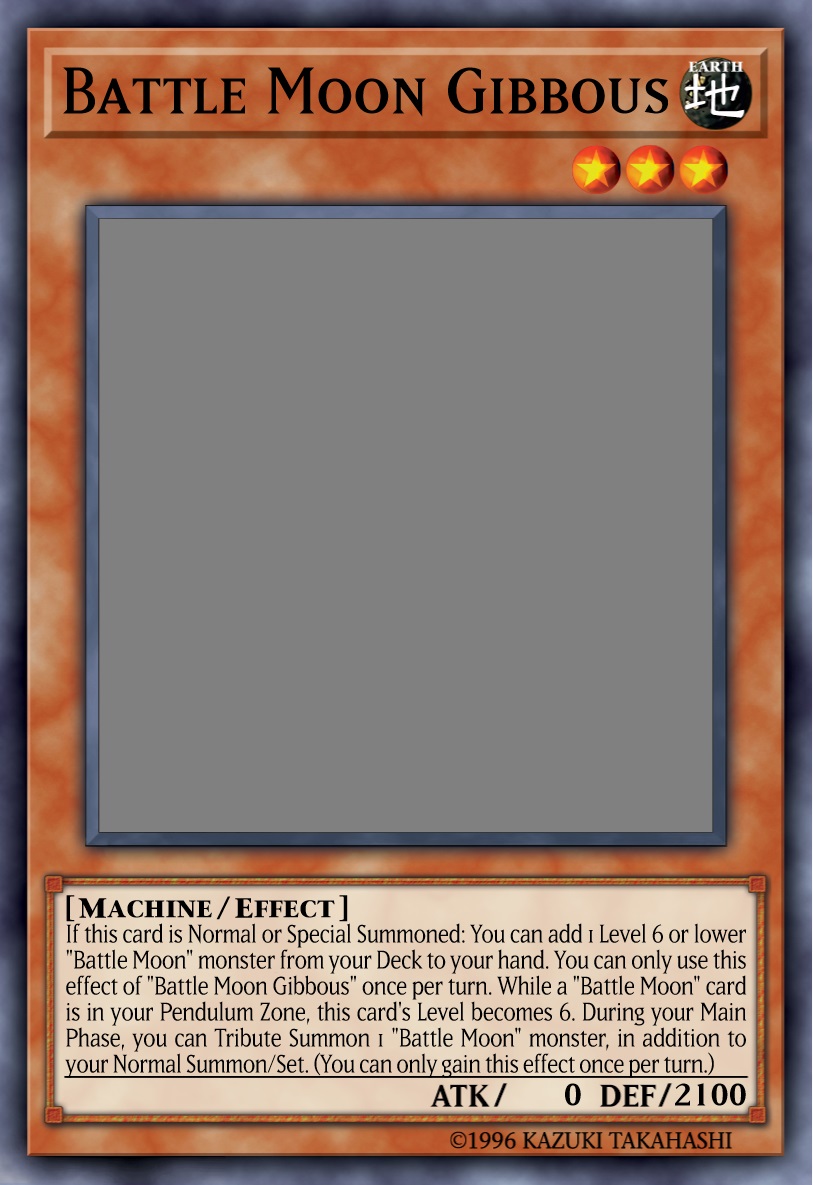 Battle Moon Gibbous
EARTH
地
[Machine/Effect]
If this card is Normal or Special Summoned: You can add 1 Level 6 or lower
"Battle Moon" monster from your Deck to your hand. You can only use this
effect of "Battle Moon Gibbous" once per turn. While a "Battle Moon" card
is in your Pendulum Zone, this card's Level becomes 6. During your Main
Phase, you can Tribute Summon 1 "Battle Moon" monster, in addition to
your Normal Summon/Set. (You can only gain this effect once per turn.)
ATK/ 0 DEF/2100
©1996 KAZUKI TAKAHASHI